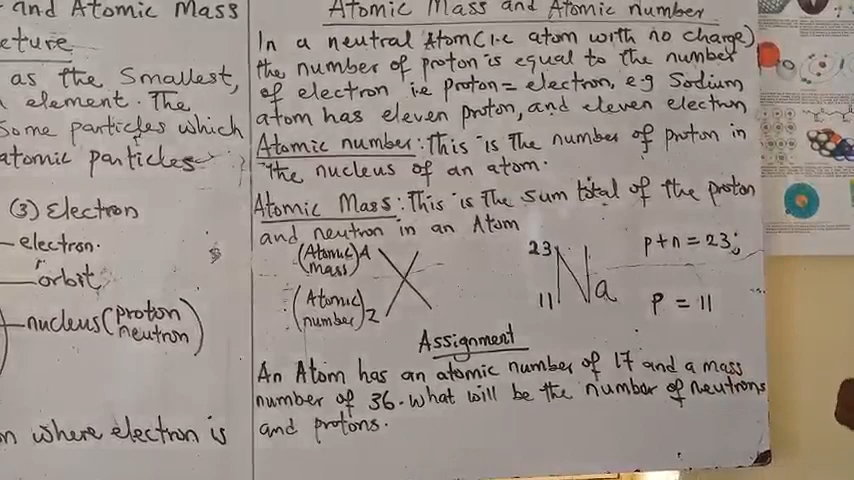 and Atomic Mass
cture
as the Smallest,
element. The
Some particles which
atomic particles
(3) Electron
electron.
orbit
nucleus (proton
neutron)
where electron is
Atomic Mass and Atomic number
In a neutral Atom (i.e atom with no charge)
the number of proton is equal to the number
of electron i.e proton = electron, e.g Sodium
atom has eleven proton, and eleven electron
Atomic number: This is the number of proton in
the nucleus of an atom.
Atomic Mass: This is the sum total of the proton
and neutron in an Atom
(Atomic mass) A X
(Atomic number) Z
23 Na p+n = 23;
11 P = 11
Assignment
An Atom has an atomic number of 17 and a mass
number of 36. what will be the number of neutrons
and protons.